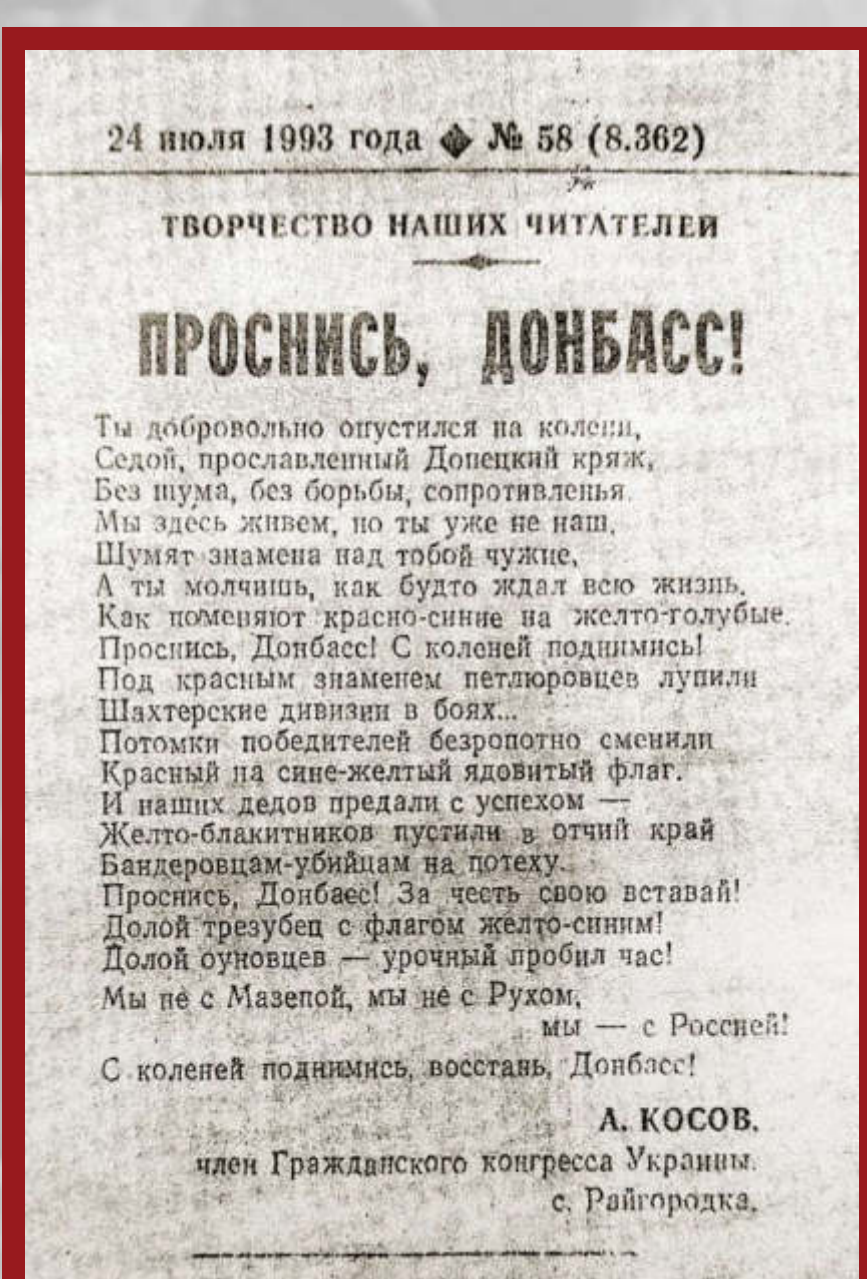 24 июля 1993 года ◆ № 58 (8.362)
ТВОРЧЕСТВО НАШИХ ЧИТАТЕЛЕЙ
ПРОСНИСЬ, ДОНБАСС!
Ты добровольно опустился на колени,
Седой, прославленный Донецкий кряж,
Без шума, без борьбы, сопротивленья.
Мы здесь живем, но ты уже не наш.
Шумят знамена над тобой чужие,
А ты молчишь, как будто ждал всю жизнь,
Как поменяют красно-синие на желто-голубые.
Проснись, Донбасс! С коленей поднимись!
Под красным знаменем петлюровцев лупили
Шахтерские дивизии в боях...
Потомки победителей безропотно сменили
Красный на сине-желтый ядовитый флаг.
И наших дедов предали с успехом —
Желто-блакитников пустили в отчий край
Бандеровцам-убийцам на потеху.
Проснись, Донбасс! За честь свою вставай!
Долой трезубец с флагом желто-синим!
Долой оуновцев — урочный пробил час!
Мы не с Мазепой, мы не с Рухом,
мы — с Россией!
С коленей поднимись, восстань, Донбасс!
А. КОСОВ,
член Гражданского конгресса Украины.
с. Райгородка.